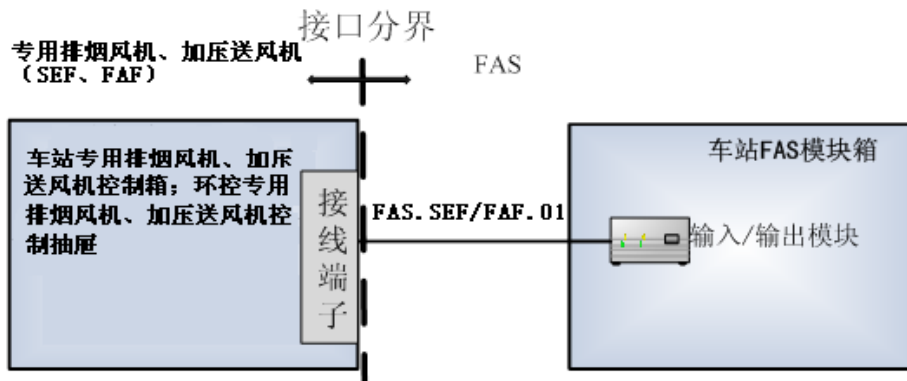 接口分界
专用排烟风机、加压送风机
（SEF、FAF）
FAS
车站专用排烟风机、加压
送风机控制箱；环控专用
排烟风机、加压送风机控
制抽屉
接
线
端
子
FAS.SEF/FAF.01
车站FAS模块箱
输入/输出模块